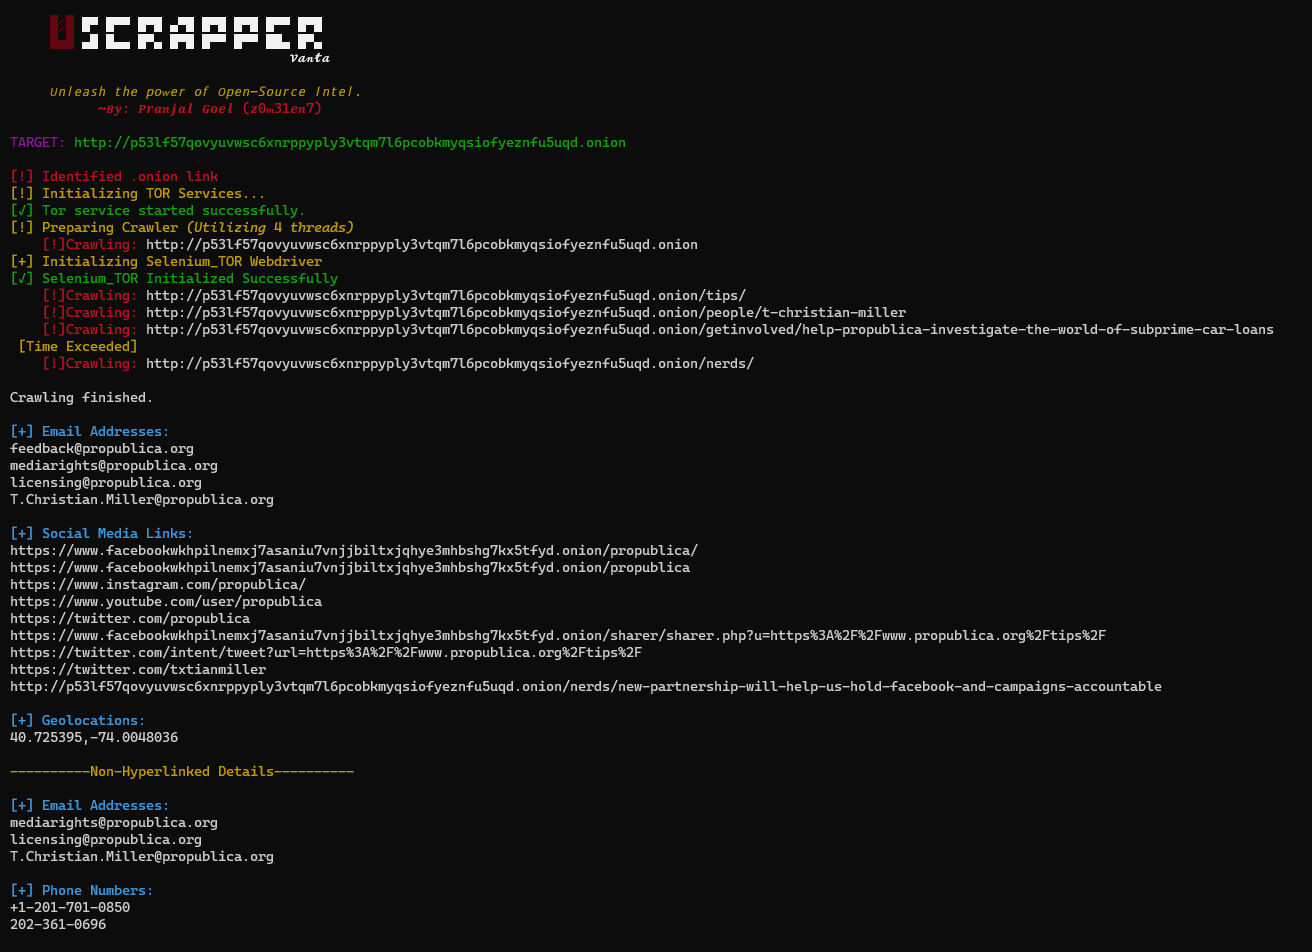 USCRAPPER
Vanta
Unleash the power of Open-Source Intel.
~By: Pranjal Goel (z0m31en7)
TARGET: http://p53lf57qovyuvwsc6xnrppyply3vtqm7l6pcobkmyqsiofyeznfu5uqd.onion
[!] Identified .onion link
[!] Initializing TOR Services...
[√] Tor service started successfully.
[!] Preparing Crawler (Utilizing 4 threads)
[!]Crawling: http://p53lf57qovyuvwsc6xnrppyply3vtqm7l6pcobkmyqsiofyeznfu5uqd.onion
[+] Initializing Selenium_TOR Webdriver
[√] Selenium_TOR Initialized Successfully
[!]Crawling: http://p53lf57qovyuvwsc6xnrppyply3vtqm7l6pcobkmyqsiofyeznfu5uqd.onion/tips/
[!]Crawling: http://p53lf57qovyuvwsc6xnrppyply3vtqm7l6pcobkmyqsiofyeznfu5uqd.onion/people/t-christian-miller
[!]Crawling: http://p53lf57qovyuvwsc6xnrppyply3vtqm7l6pcobkmyqsiofyeznfu5uqd.onion/getinvolved/help-propublica-investigate-the-world-of-subprime-car-loans
[Time Exceeded]
[!]Crawling: http://p53lf57qovyuvwsc6xnrppyply3vtqm7l6pcobkmyqsiofyeznfu5uqd.onion/nerds/
Crawling finished.
[+] Email Addresses:
feedback@propublica.org
mediarights@propublica.org
licensing@propublica.org
T.Christian.Miller@propublica.org
[+] Social Media Links:
https://www.facebookwkhpilnemxj7asaniu7vnjjbiltxjqhye3mhbshg7kx5tfyd.onion/propublica/
https://www.facebookwkhpilnemxj7asaniu7vnjjbiltxjqhye3mhbshg7kx5tfyd.onion/propublica
https://www.instagram.com/propublica/
https://www.youtube.com/user/propublica
https://twitter.com/propublica
https://www.facebookwkhpilnemxj7asaniu7vnjjbiltxjqhye3mhbshg7kx5tfyd.onion/sharer/sharer.php?u=https%3A%2F%2Fwww.propublica.org%2Ftips%2F
https://twitter.com/intent/tweet?url=https%3A%2F%2Fwww.propublica.org%2Ftips%2F
https://twitter.com/txtianmiller
http://p53lf57qovyuvwsc6xnrppyply3vtqm7l6pcobkmyqsiofyeznfu5uqd.onion/nerds/new-partnership-will-help-us-hold-facebook-and-campaigns-accountable
[+] Geolocations:
40.725395,-74.0048036
----------Non-Hyperlinked Details----------
[+] Email Addresses:
mediarights@propublica.org
licensing@propublica.org
T.Christian.Miller@propublica.org
[+] Phone Numbers:
+1-201-701-0850
202-361-0696